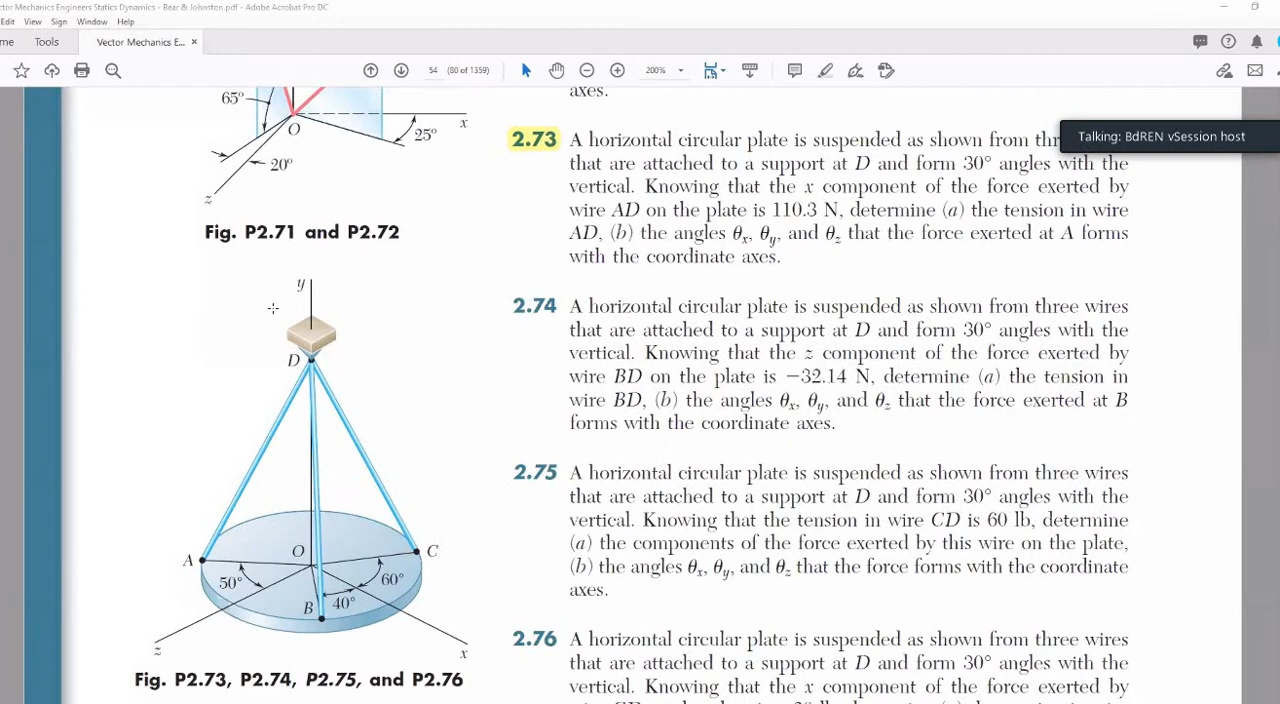 ctor Mechanics Engineers Statics Dynamics - Bear & Johnston.pdf - Adobe Acrobat Pro DC
Edit View Sign Window Help
me Tools Vector Mechanics E... ×
54 (80 of 1359) 200%
65°
O
x
25°
20°
z
Fig. P2.71 and P2.72
y
D
A
O
C
50°
60°
B
40°
z
x
Fig. P2.73, P2.74, P2.75, and P2.76
axes.
2.73 A horizontal circular plate is suspended as shown from thr
Talking: BdREN vSession host
that are attached to a support at D and form 30° angles with the
vertical. Knowing that the x component of the force exerted by
wire AD on the plate is 110.3 N, determine (a) the tension in wire
AD, (b) the angles θx, θy, and θz that the force exerted at A forms
with the coordinate axes.
2.74 A horizontal circular plate is suspended as shown from three wires
that are attached to a support at D and form 30° angles with the
vertical. Knowing that the z component of the force exerted by
wire BD on the plate is −32.14 N, determine (a) the tension in
wire BD, (b) the angles θx, θy, and θz that the force exerted at B
forms with the coordinate axes.
2.75 A horizontal circular plate is suspended as shown from three wires
that are attached to a support at D and form 30° angles with the
vertical. Knowing that the tension in wire CD is 60 lb, determine
(a) the components of the force exerted by this wire on the plate,
(b) the angles θx, θy, and θz that the force forms with the coordinate
axes.
2.76 A horizontal circular plate is suspended as shown from three wires
that are attached to a support at D and form 30° angles with the
vertical. Knowing that the x component of the force exerted by